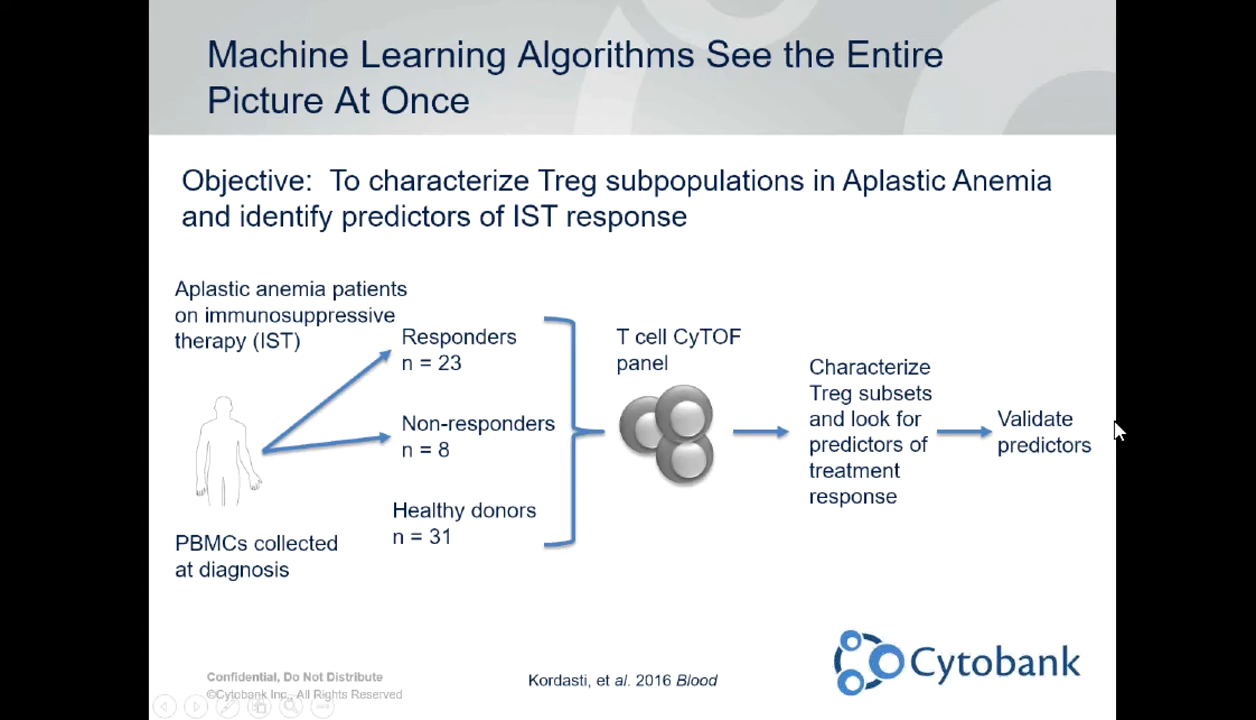 Machine Learning Algorithms See the Entire
Picture At Once
Objective:  To characterize Treg subpopulations in Aplastic Anemia
and identify predictors of IST response
Aplastic anemia patients
on immunosuppressive
therapy (IST)
Responders
n = 23
Non-responders
n = 8
Healthy donors
n = 31
PBMCs collected
at diagnosis
T cell CyTOF
panel
Characterize
Treg subsets
and look for
predictors of
treatment
response
Validate
predictors
Confidential, Do Not Distribute
©Cytobank Inc., All Rights Reserved
Kordasti, et al. 2016 Blood
Cytobank